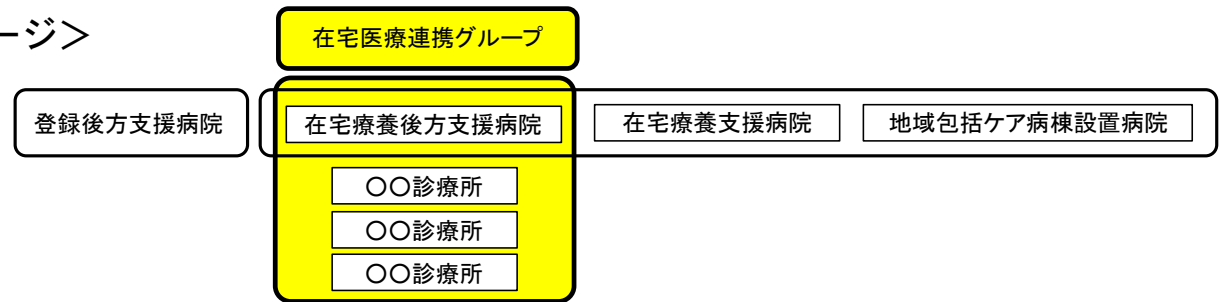 ージ＞
在宅医療連携グループ
登録後方支援病院
在宅療養後方支援病院
在宅療養支援病院
地域包括ケア病棟設置病院
〇〇診療所
〇〇診療所
〇〇診療所